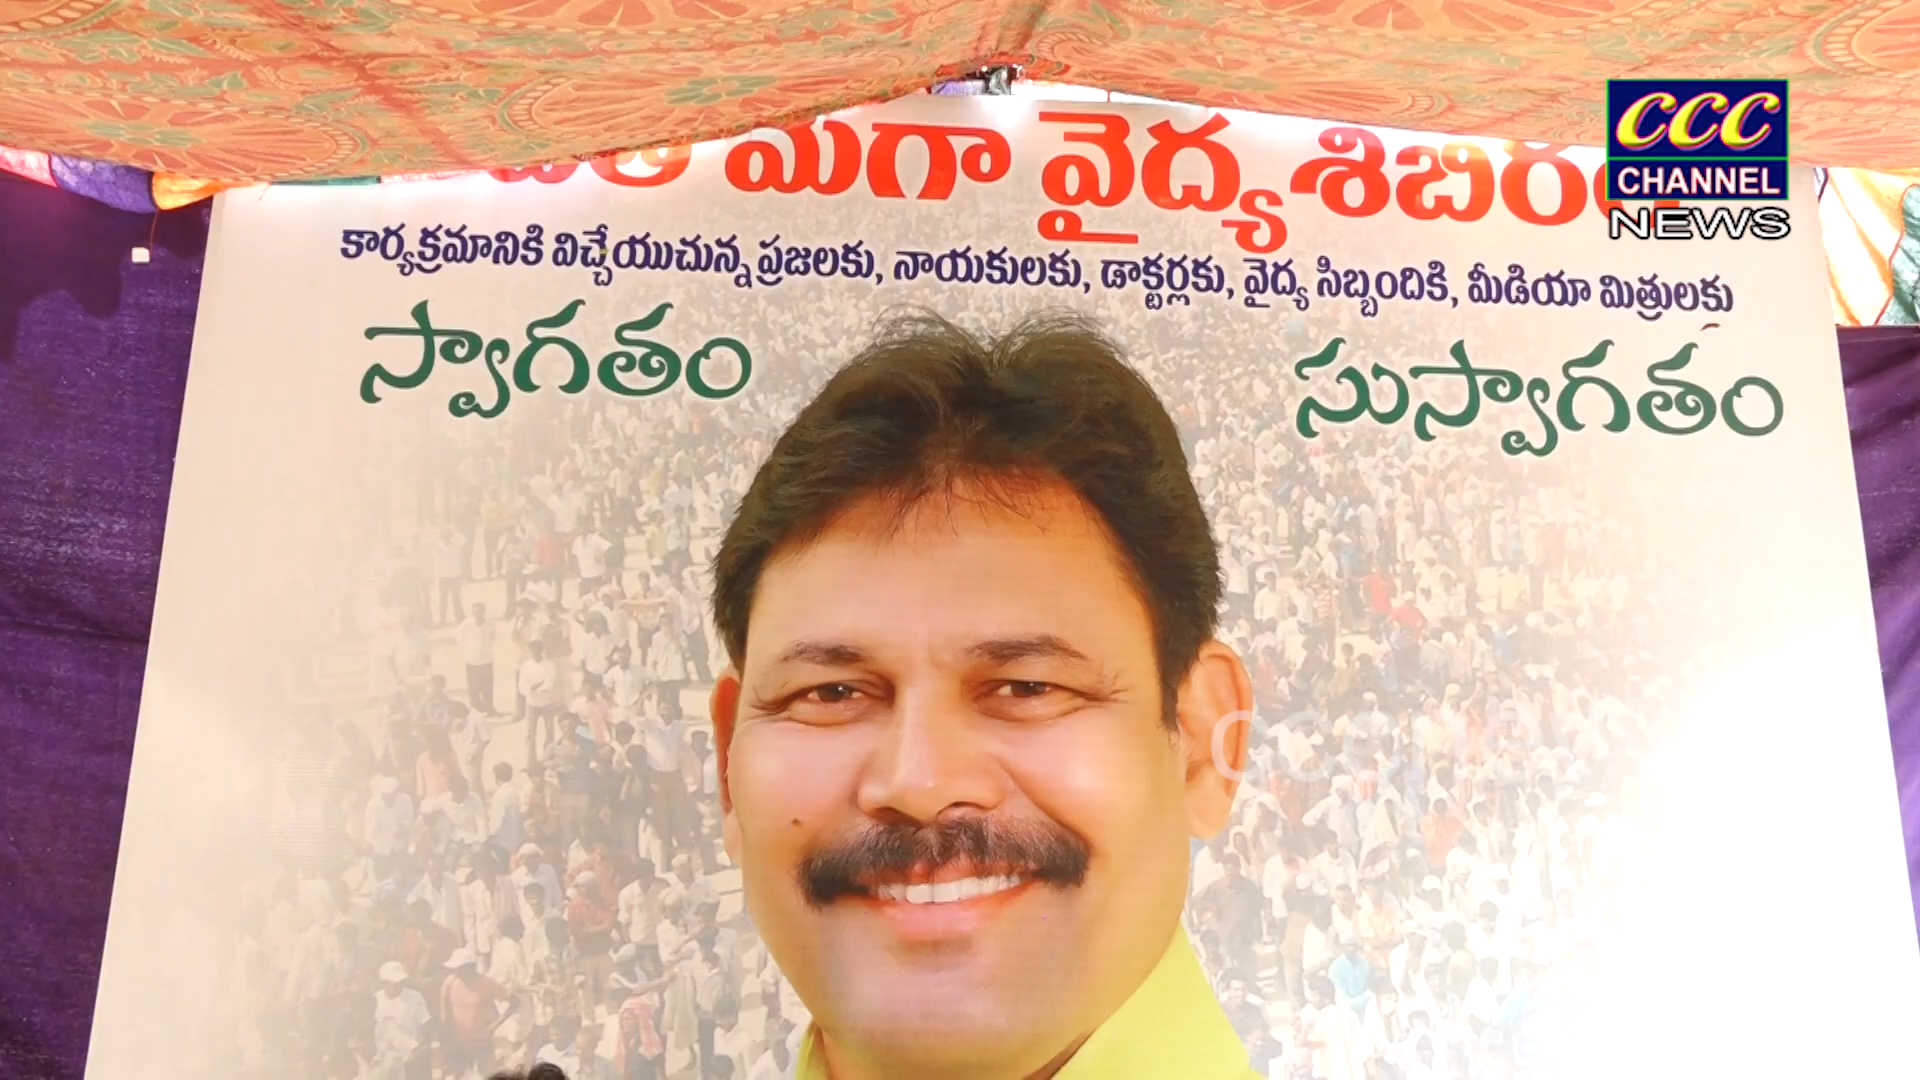 మెగా వైద్య శిబిరం
కార్యక్రమానికి విచ్చేయుచున్న ప్రజలకు, నాయకులకు, డాక్టర్లకు, వైద్య సిబ్బందికి, మీడియా మిత్రులకు
స్వాగతం సుస్వాగతం
CCC
CHANNEL
NEWS